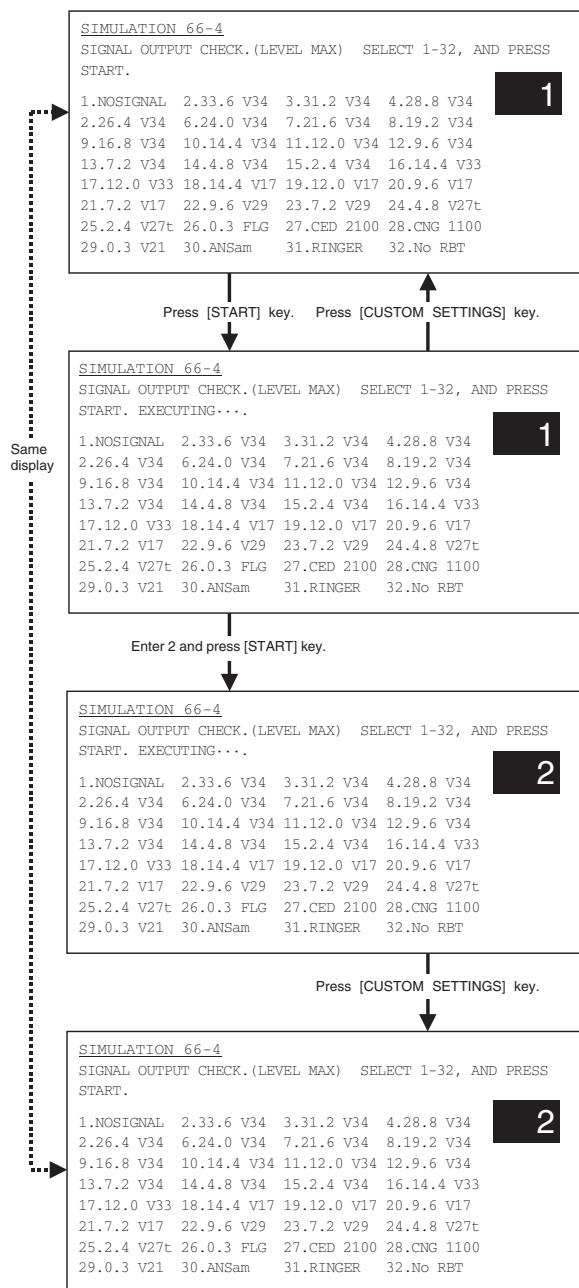 SIMULATION 66-4
SIGNAL OUTPUT CHECK.(LEVEL MAX) SELECT 1-32, AND PRESS
START.
1
1.NOSIGNAL 2.33.6 V34 3.31.2 V34 4.28.8 V34
2.26.4 V34 6.24.0 V34 7.21.6 V34 8.19.2 V34
9.16.8 V34 10.14.4 V34 11.12.0 V34 12.9.6 V34
13.7.2 V34 14.4.8 V34 15.2.4 V34 16.14.4 V33
17.12.0 V33 18.14.4 V17 19.12.0 V17 20.9.6 V17
21.7.2 V17 22.9.6 V29 23.7.2 V29 24.4.8 V27t
25.2.4 V27t 26.0.3 FLG 27.CED 2100 28.CNG 1100
29.0.3 V21 30.ANSam 31.RINGER 32.No RBT
Press [START] key. Press [CUSTOM SETTINGS] key.
SIMULATION 66-4
SIGNAL OUTPUT CHECK.(LEVEL MAX) SELECT 1-32, AND PRESS
START. EXECUTING···.
1
1.NOSIGNAL 2.33.6 V34 3.31.2 V34 4.28.8 V34
2.26.4 V34 6.24.0 V34 7.21.6 V34 8.19.2 V34
9.16.8 V34 10.14.4 V34 11.12.0 V34 12.9.6 V34
13.7.2 V34 14.4.8 V34 15.2.4 V34 16.14.4 V33
17.12.0 V33 18.14.4 V17 19.12.0 V17 20.9.6 V17
21.7.2 V17 22.9.6 V29 23.7.2 V29 24.4.8 V27t
25.2.4 V27t 26.0.3 FLG 27.CED 2100 28.CNG 1100
29.0.3 V21 30.ANSam 31.RINGER 32.No RBT
Same
display
Enter 2 and press [START] key.
SIMULATION 66-4
SIGNAL OUTPUT CHECK.(LEVEL MAX) SELECT 1-32, AND PRESS
START. EXECUTING···.
2
1.NOSIGNAL 2.33.6 V34 3.31.2 V34 4.28.8 V34
2.26.4 V34 6.24.0 V34 7.21.6 V34 8.19.2 V34
9.16.8 V34 10.14.4 V34 11.12.0 V34 12.9.6 V34
13.7.2 V34 14.4.8 V34 15.2.4 V34 16.14.4 V33
17.12.0 V33 18.14.4 V17 19.12.0 V17 20.9.6 V17
21.7.2 V17 22.9.6 V29 23.7.2 V29 24.4.8 V27t
25.2.4 V27t 26.0.3 FLG 27.CED 2100 28.CNG 1100
29.0.3 V21 30.ANSam 31.RINGER 32.No RBT
Press [CUSTOM SETTINGS] key.
SIMULATION 66-4
SIGNAL OUTPUT CHECK.(LEVEL MAX) SELECT 1-32, AND PRESS
START.
2
1.NOSIGNAL 2.33.6 V34 3.31.2 V34 4.28.8 V34
2.26.4 V34 6.24.0 V34 7.21.6 V34 8.19.2 V34
9.16.8 V34 10.14.4 V34 11.12.0 V34 12.9.6 V34
13.7.2 V34 14.4.8 V34 15.2.4 V34 16.14.4 V33
17.12.0 V33 18.14.4 V17 19.12.0 V17 20.9.6 V17
21.7.2 V17 22.9.6 V29 23.7.2 V29 24.4.8 V27t
25.2.4 V27t 26.0.3 FLG 27.CED 2100 28.CNG 1100
29.0.3 V21 30.ANSam 31.RINGER 32.No RBT